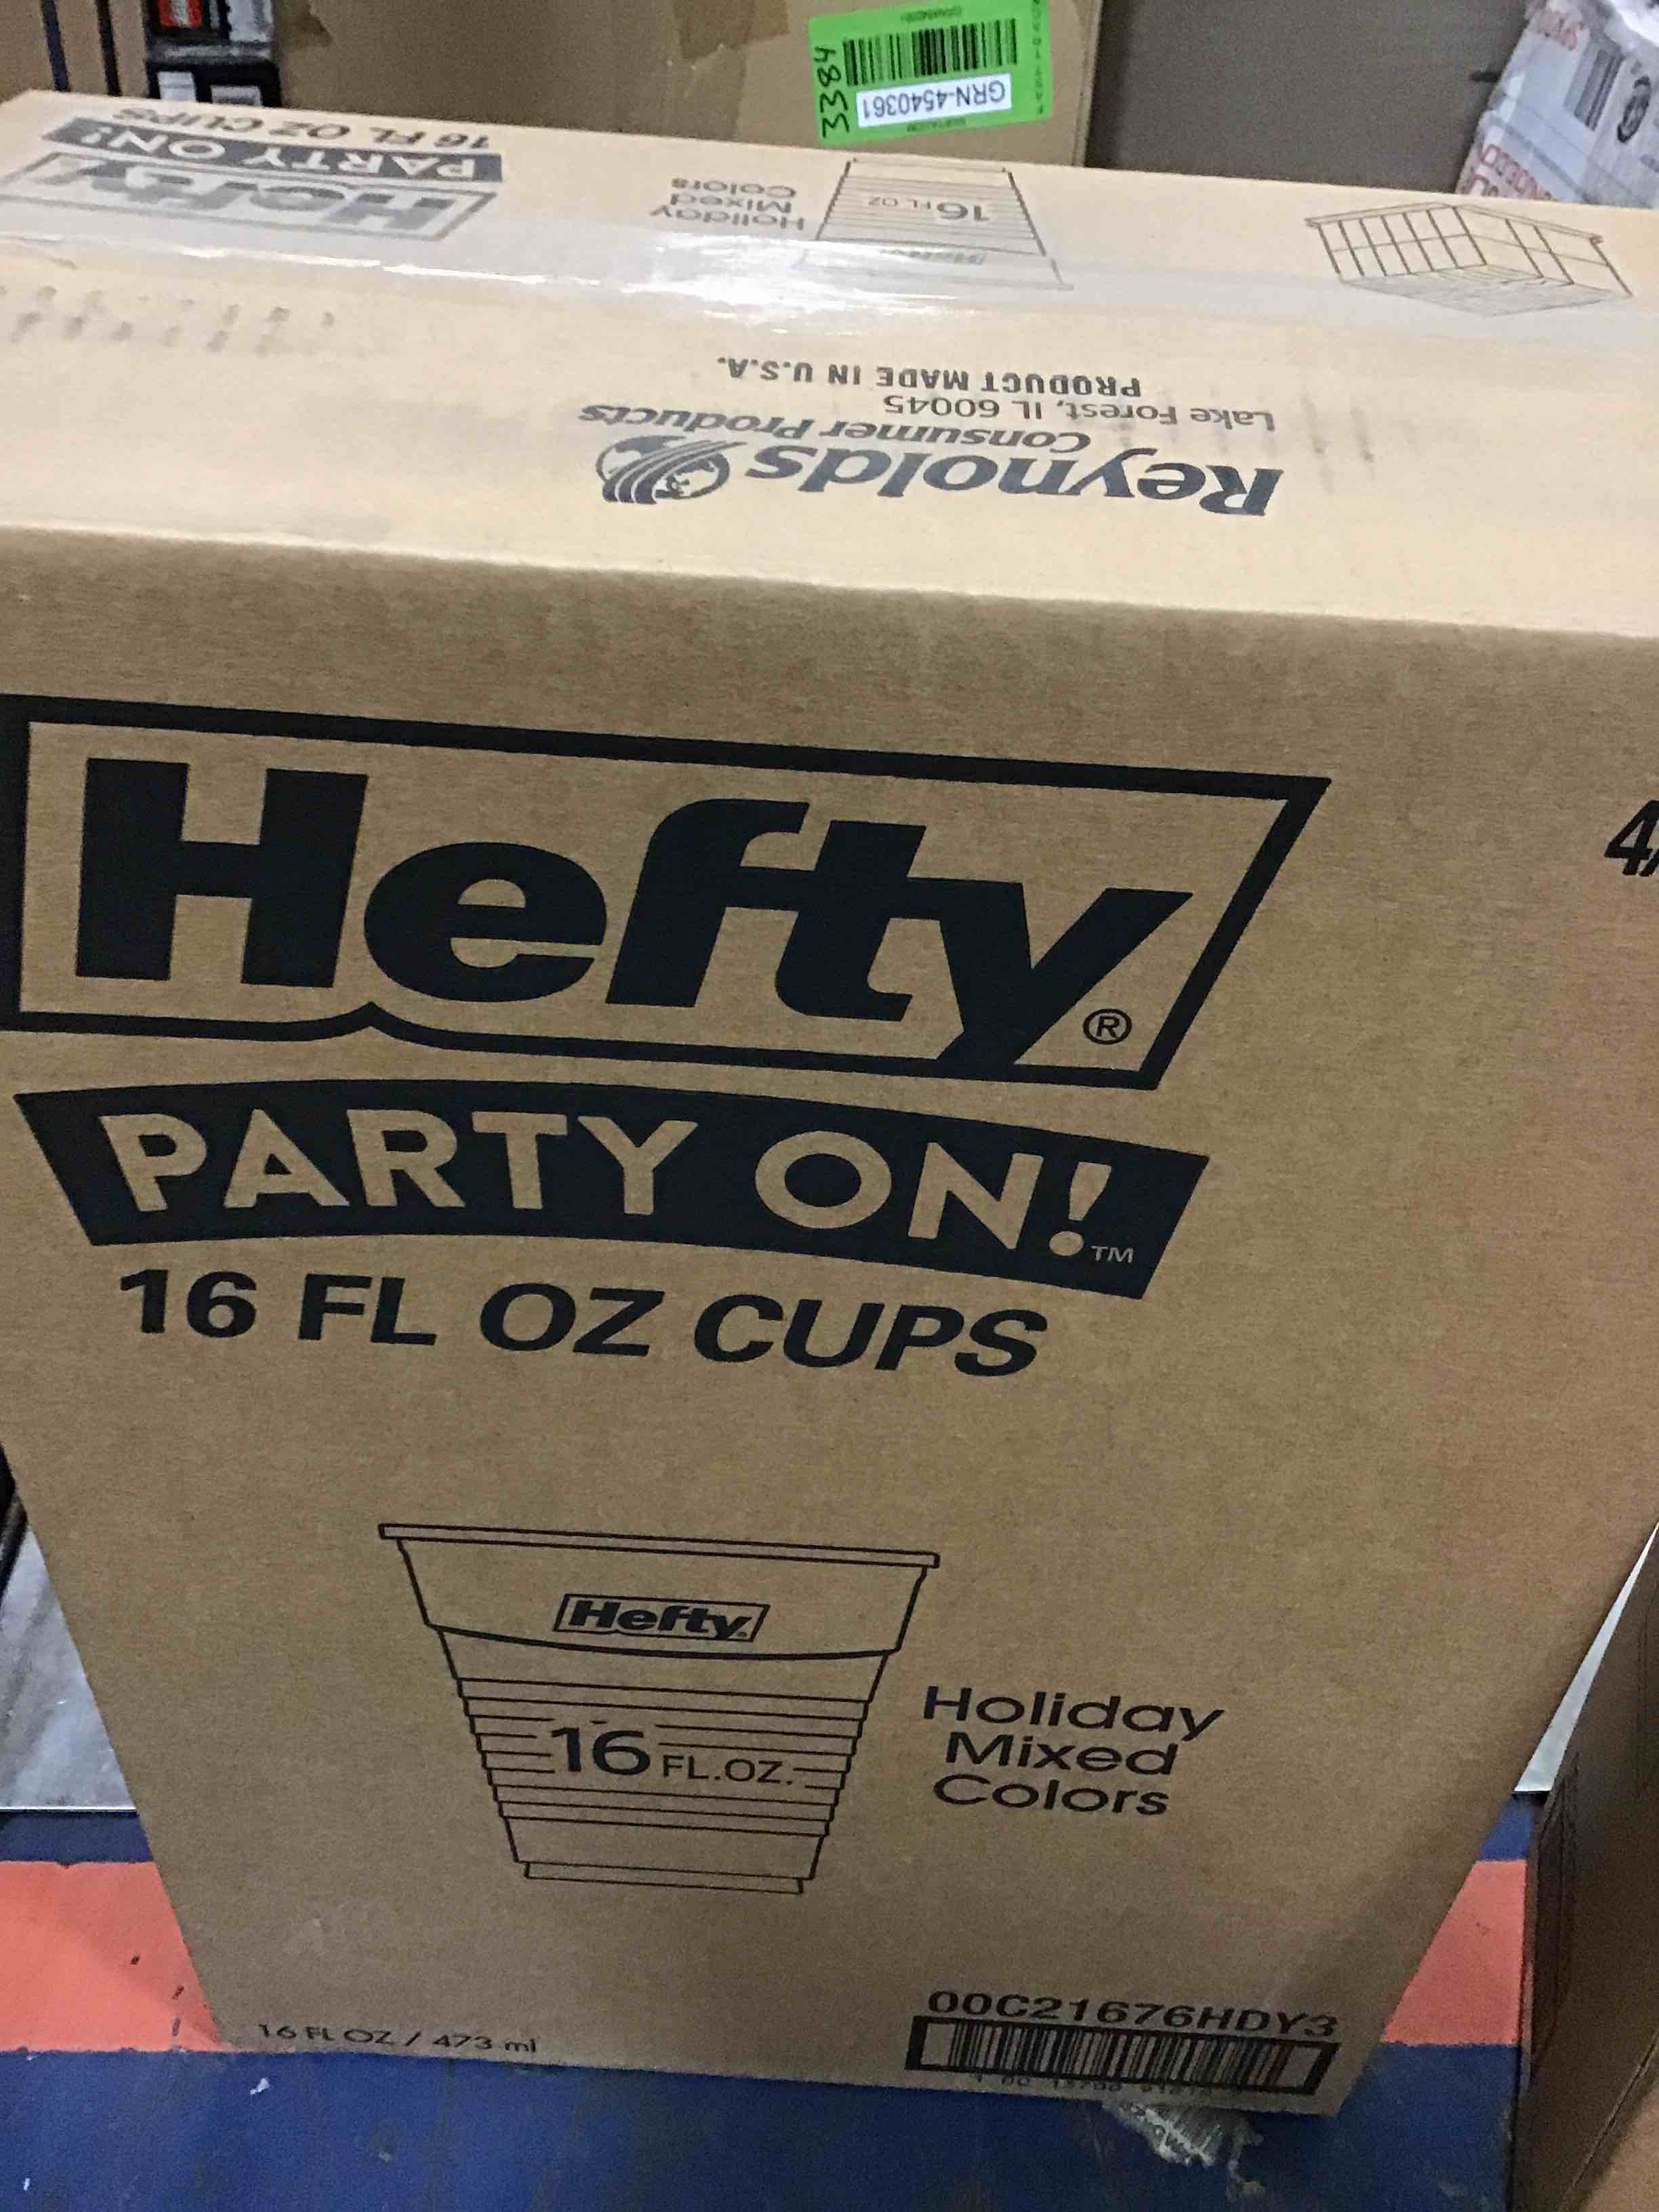 3384
GRN-4540361
Hefty
PARTY ON!
16 FL OZ CUPS
Holiday
Mixed
Colors
16 FL OZ
Reynolds
Consumer Products
Lake Forest, IL 60045
PRODUCT MADE IN U.S.A.
Hefty®
PARTY ON!™
16 FL OZ CUPS
Hefty
16 FL.OZ.
Holiday
Mixed
Colors
16 FL OZ / 473 ml
00C21676HDY3